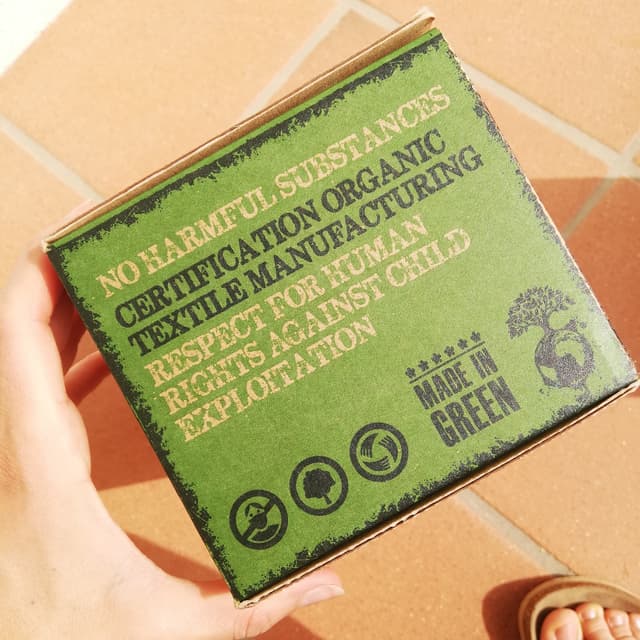 NO HARMFUL SUBSTANCES
CERTIFICATION ORGANIC
TEXTILE MANUFACTURING
RESPECT FOR HUMAN
RIGHTS AGAINST CHILD
EXPLOITATION
MADE IN
GREEN